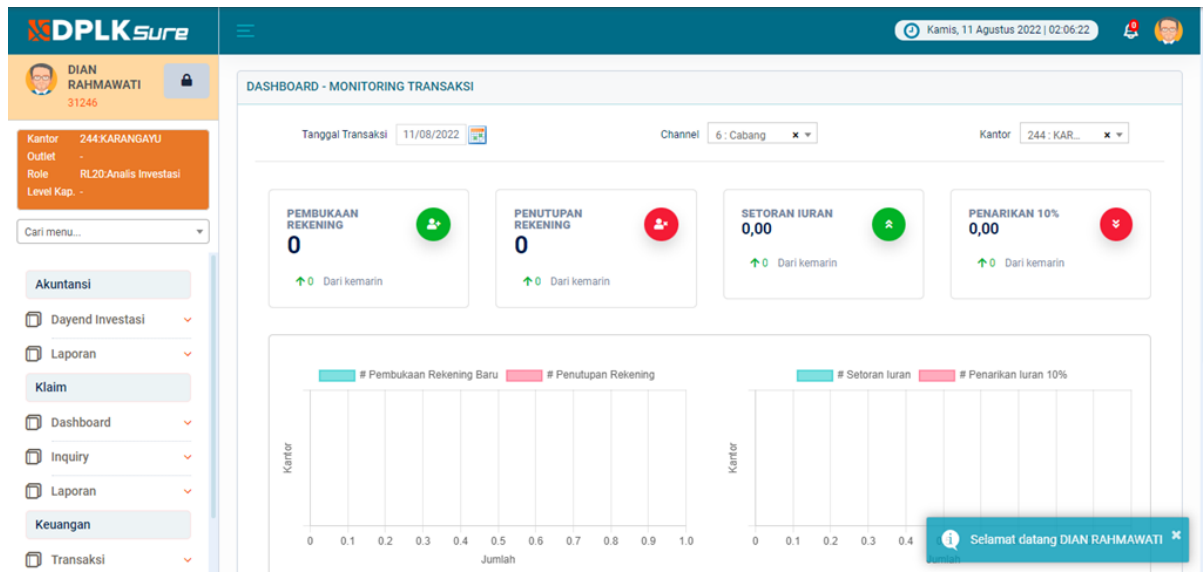 DPLKSure
Kamis, 11 Agustus 2022 | 02:06:22
DIAN
RAHMAWATI
31246
Kantor 244:KARANGAYU
Outlet -
Role RL20:Analis Investasi
Level Kap. -
Cari menu...
Akuntansi
Dayend Investasi
Laporan
Klaim
Dashboard
Inquiry
Laporan
Keuangan
Transaksi
DASHBOARD - MONITORING TRANSAKSI
Tanggal Transaksi 11/08/2022 Channel 6 : Cabang × Kantor 244 : KAR... ×
PEMBUKAAN
REKENING
0
0 Dari kemarin
PENUTUPAN
REKENING
0
0 Dari kemarin
SETORAN IURAN
0,00
0 Dari kemarin
PENARIKAN 10%
0,00
0 Dari kemarin
# Pembukaan Rekening Baru # Penutupan Rekening
Kantor
0 0.1 0.2 0.3 0.4 0.5 0.6 0.7 0.8 0.9 1.0
Jumlah
# Setoran Iuran # Penarikan Iuran 10%
Kantor
0 0.1 0.2 0.3 0.4
Jumlah
Selamat datang DIAN RAHMAWATI ×